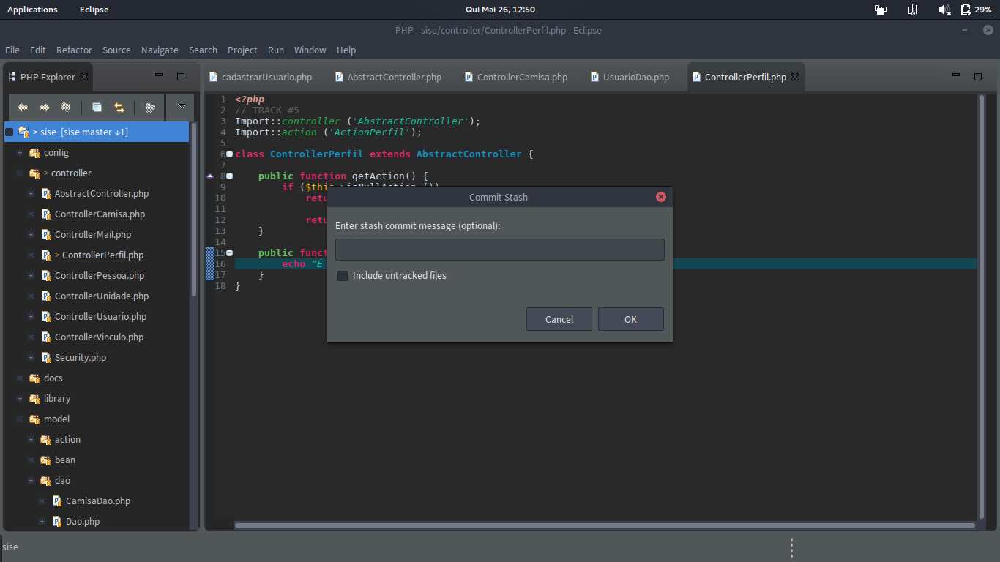 Applications
Eclipse
Qui Mai 26, 12:50
29%
PHP - sise/controller/ControllerPerfil.php - Eclipse
File Edit Refactor Source Navigate Search Project Run Window Help
PHP Explorer
> sise [sise master ↓1]
config
> controller
AbstractController.php
ControllerCamisa.php
ControllerMail.php
> ControllerPerfil.php
ControllerPessoa.php
ControllerUnidade.php
ControllerUsuario.php
ControllerVinculo.php
Security.php
docs
library
model
action
bean
dao
CamisaDao.php
Dao.php
cadastrarUsuario.php
AbstractController.php
ControllerCamisa.php
UsuarioDao.php
ControllerPerfil.php
1 <?php
2 // TRACK #5
3 Import::controller ('AbstractController');
4 Import::action ('ActionPerfil');
5
6 class ControllerPerfil extends AbstractController {
7
8 public function getAction() {
9 if ($this
10
11
12
13 }
14
15 public
16 echo "É
17 }
18 }
Commit Stash
Enter stash commit message (optional):
Include untracked files
Cancel
OK
sise